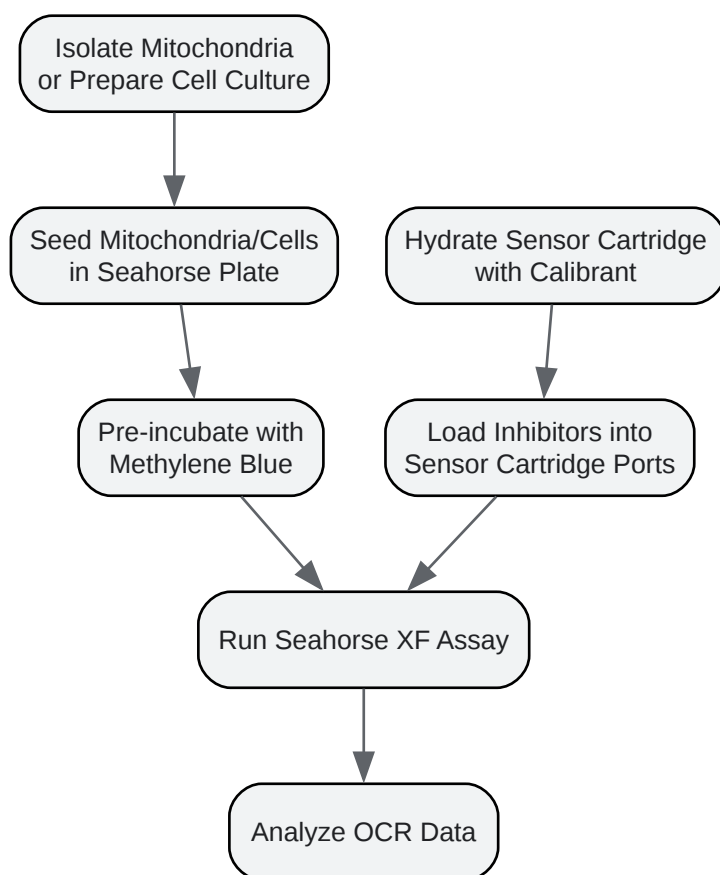 Isolate Mitochondria
or Prepare Cell Culture
Seed Mitochondria/Cells
in Seahorse Plate
Hydrate Sensor Cartridge
with Calibrant
Pre-incubate with
Methylene Blue
Load Inhibitors into
Sensor Cartridge Ports
Run Seahorse XF Assay
Analyze OCR Data